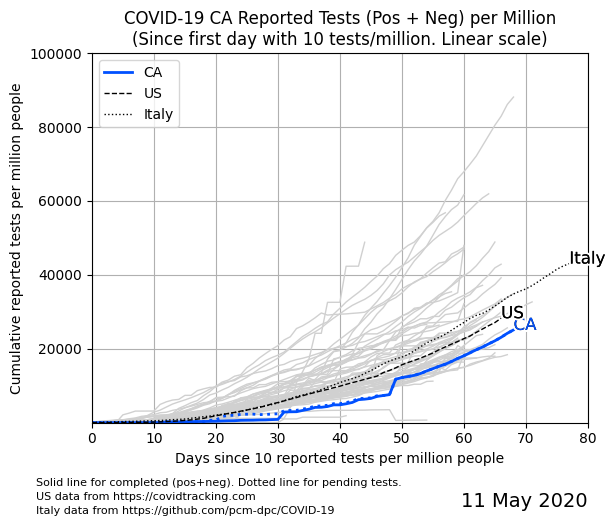 COVID-19 CA Reported Tests (Pos + Neg) per Million
(Since first day with 10 tests/million. Linear scale)
Cumulative reported tests per million people
100000
80000
60000
40000
20000
CA
US
Italy
Italy
US
CA
0
10
20
30
40
50
60
70
80
Days since 10 reported tests per million people
Solid line for completed (pos+neg). Dotted line for pending tests.
US data from https://covidtracking.com
Italy data from https://github.com/pcm-dpc/COVID-19
11 May 2020